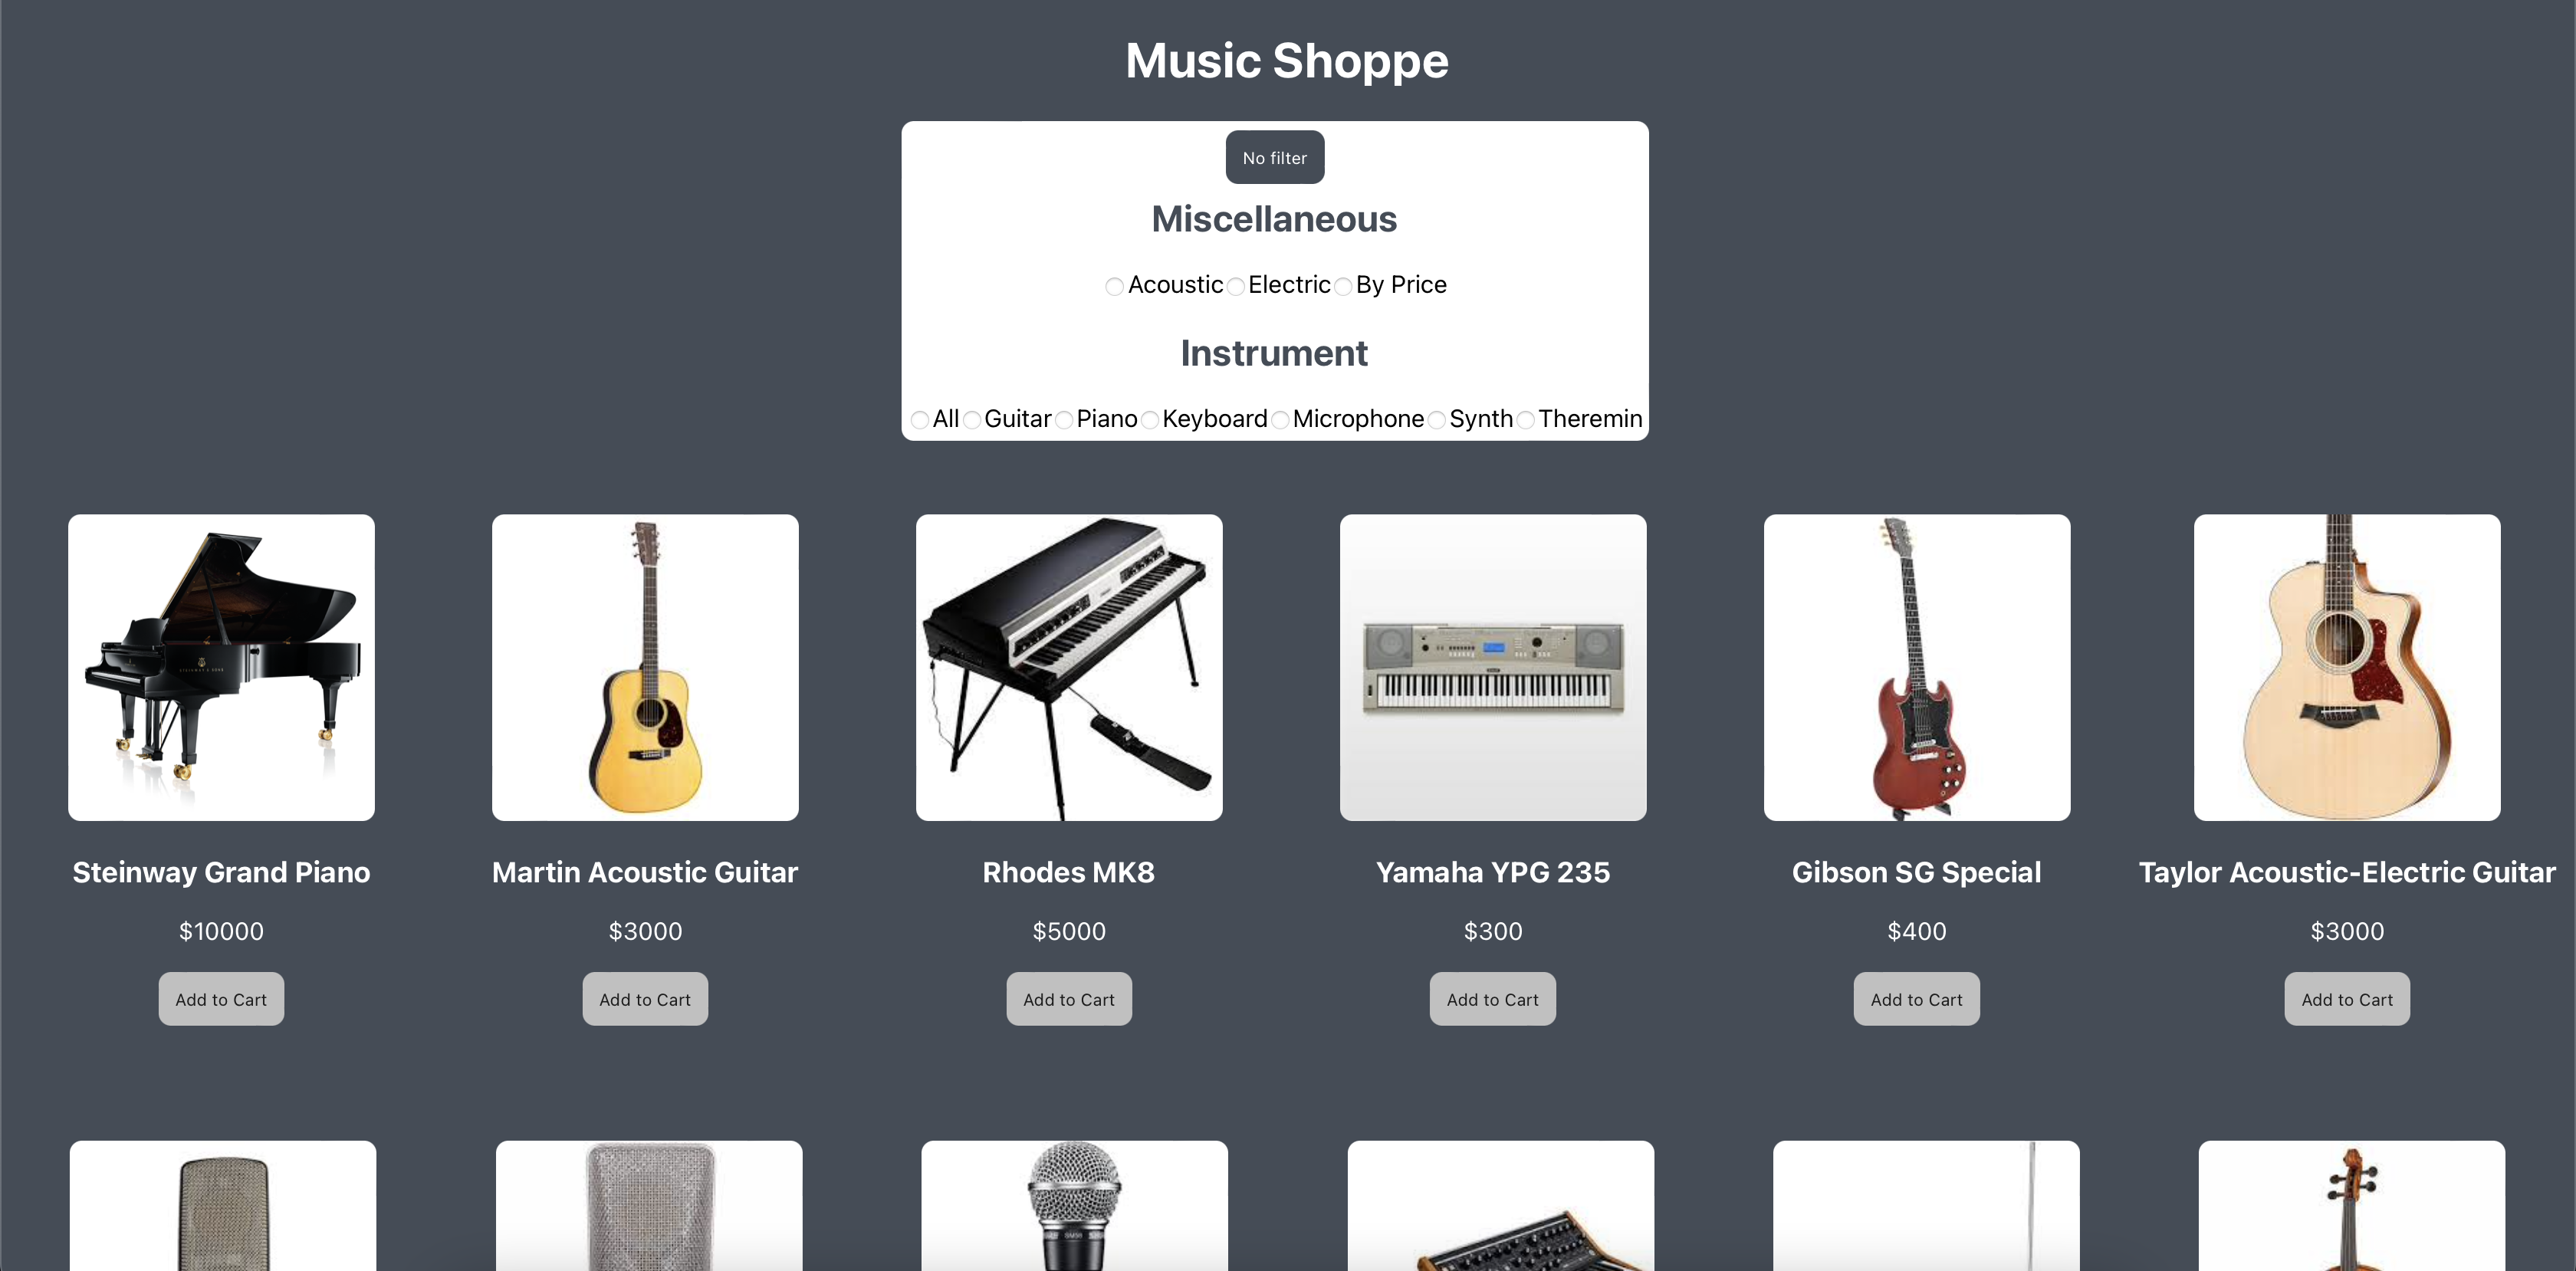 Music Shoppe
No filter
Miscellaneous
Acoustic Electric By Price
Instrument
All Guitar Piano Keyboard Microphone Synth Theremin
Steinway Grand Piano Martin Acoustic Guitar Rhodes MK8 Yamaha YPG 235 Gibson SG Special Taylor Acoustic-Electric Guitar
$10000 $3000 $5000 $300 $400 $3000
Add to Cart Add to Cart Add to Cart Add to Cart Add to Cart Add to Cart